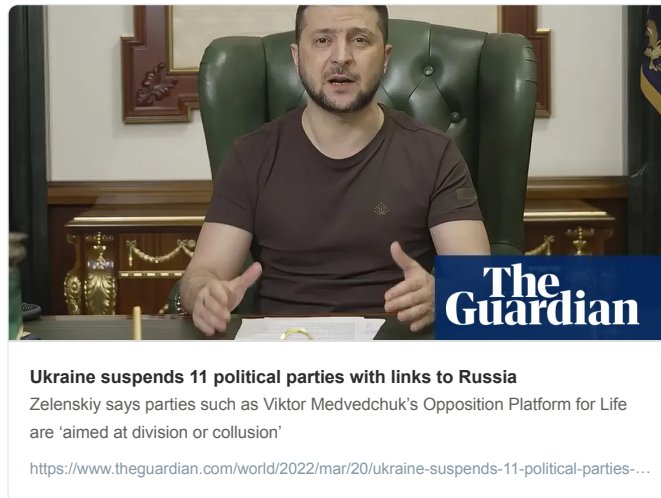 The
Guardian
Ukraine suspends 11 political parties with links to Russia
Zelenskiy says parties such as Viktor Medvedchuk's Opposition Platform for Life
are ‘aimed at division or collusion’
https://www.theguardian.com/world/2022/mar/20/ukraine-suspends-11-political-parties-...